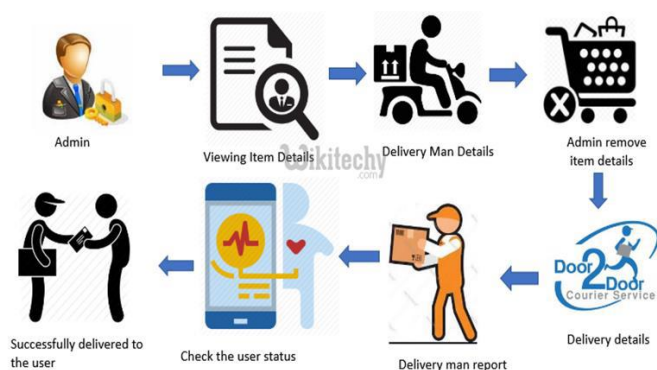 Admin
Viewing Item Details
Delivery Man Details
Admin remove
item details
Wikitechy
.com
Door
2
Door
Courier Service
Delivery details
Delivery man report
Check the user status
Successfully delivered to
the user